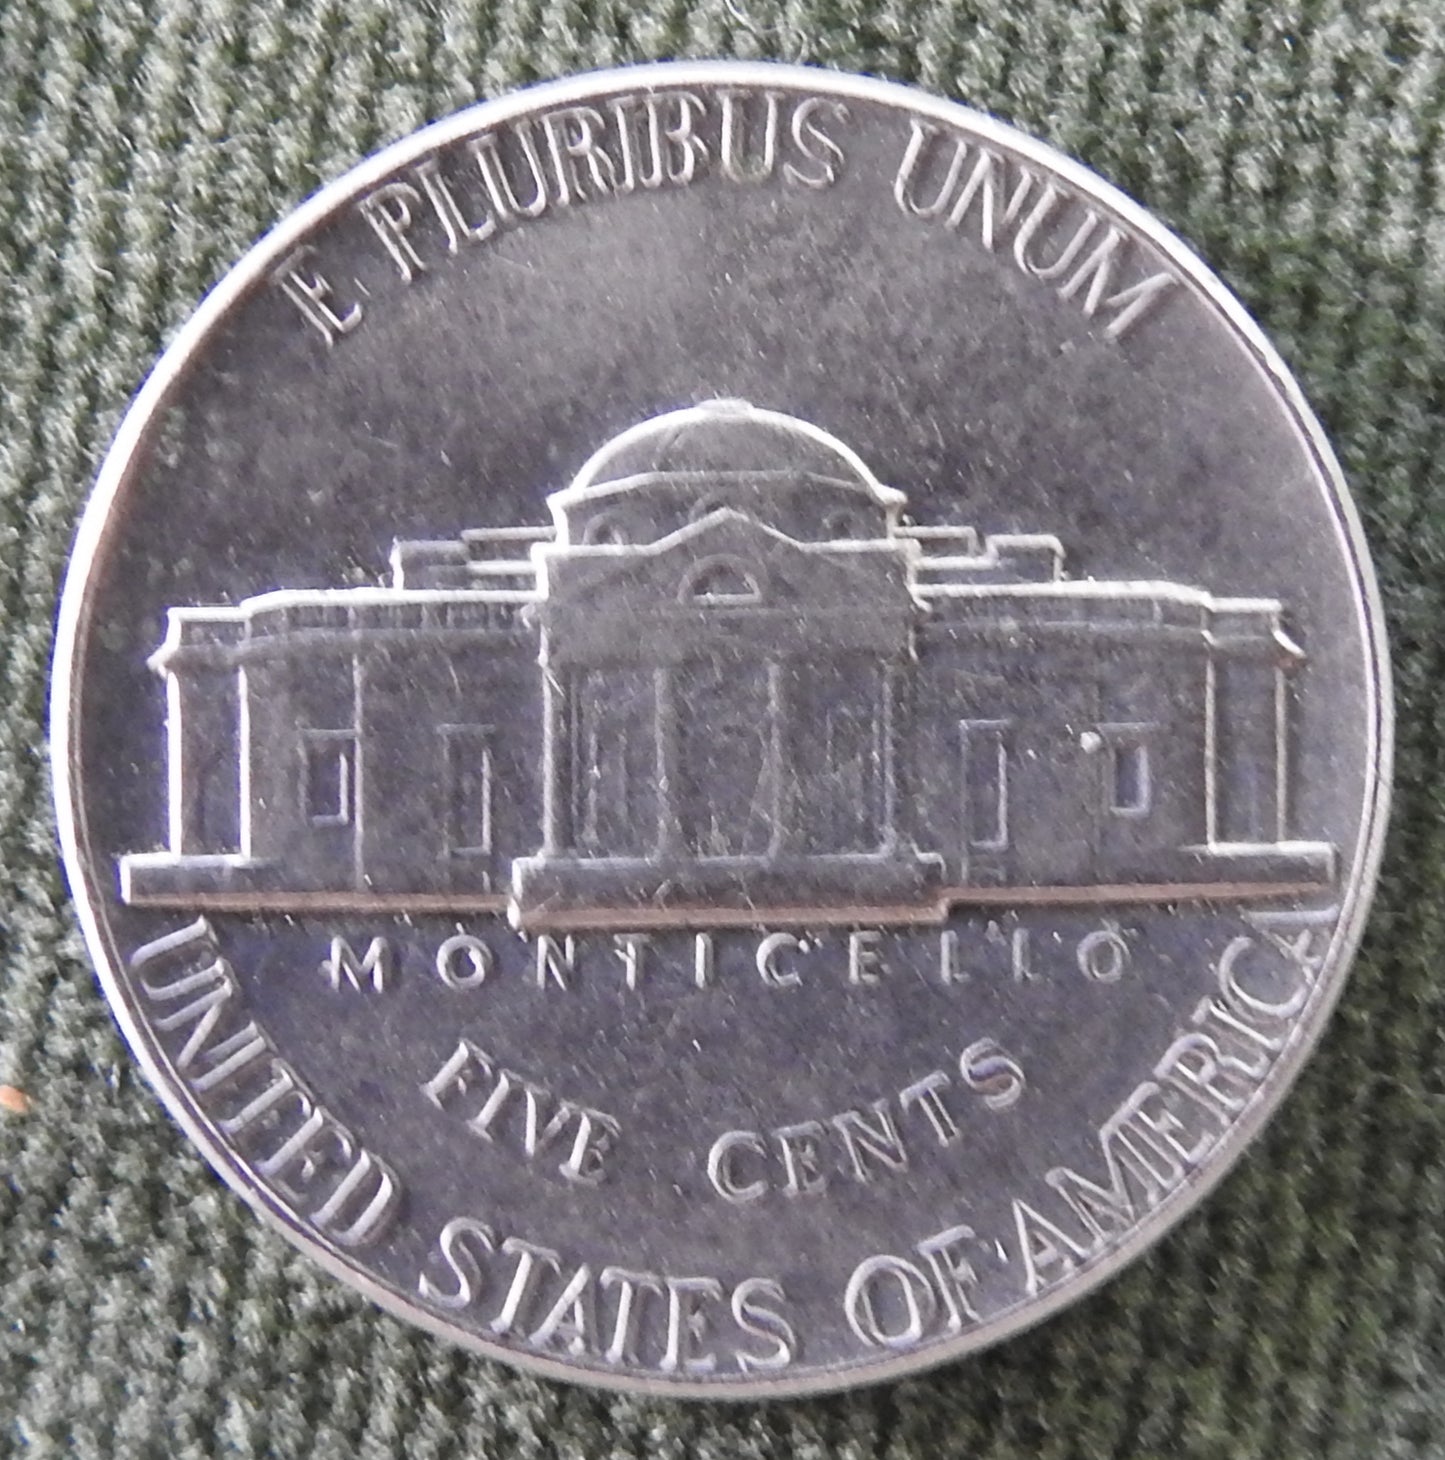 E PLURIBUS UNUM
MONTICELLO
FIVE CENTS
UNITED STATES OF AMERICA